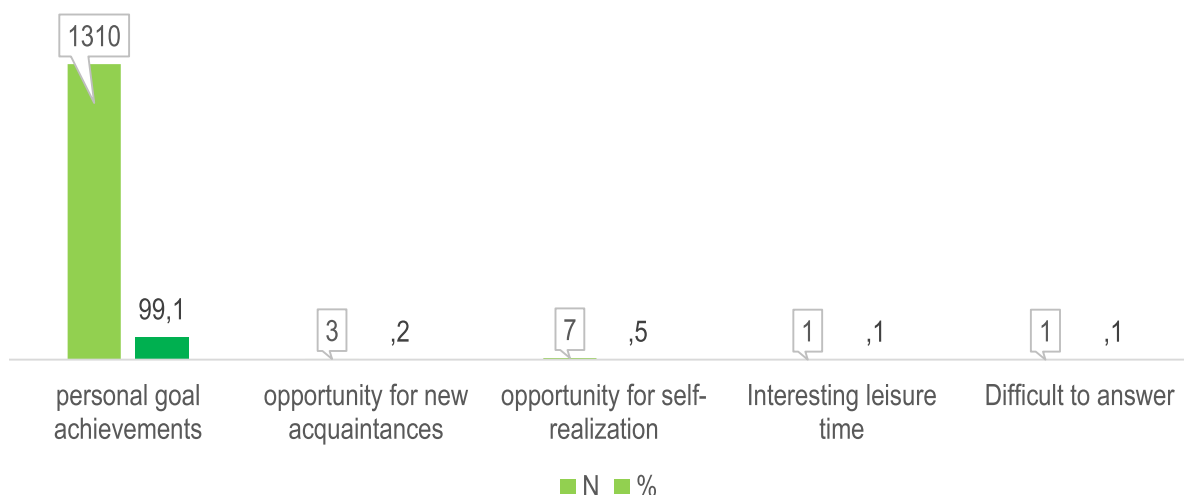 1310
99,1
3
,2
7
,5
1
,1
1
,1
personal goal
achievements
opportunity for new
acquaintances
opportunity for self-
realization
Interesting leisure
time
Difficult to answer
N %